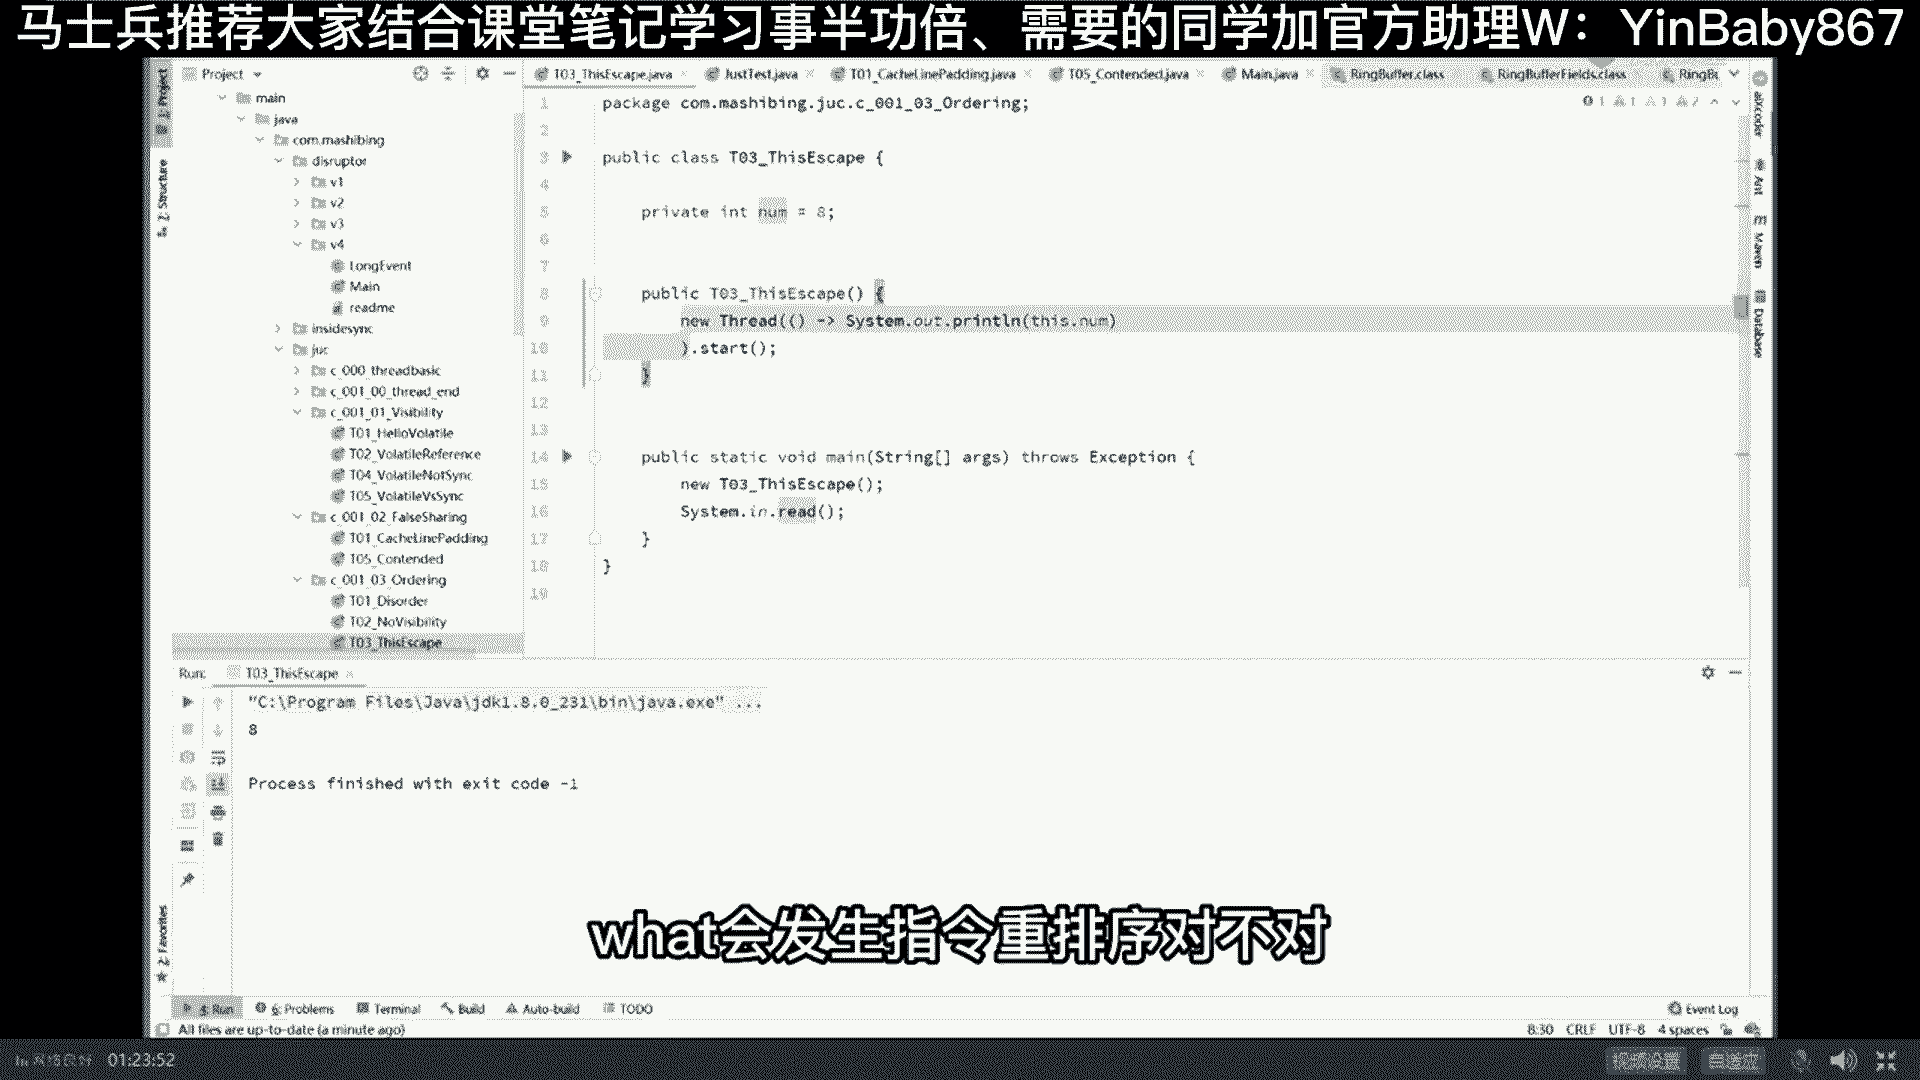 马士兵推荐大家结合课堂笔记学习事半功倍、需要的同学加官方助理W：YinBaby867
Project
T03_ThisEscape.java
JustTest.java
T01_CacheLinePadding.java
T05_Contended.java
Main.java
RingBuffer.class
RingBufferFields.class
1: Project
Z: Structure
main
java
com.mashibing
disruptor
v1
v2
v3
v4
LongEvent
Main
readme
insidesync
juc
c_000_threadbasic
c_001_00_thread_end
c_001_01_Visibility
T01_HelloVolatile
T02_VolatileReference
T04_VolatileNotSync
T05_VolatileVsSync
c_001_02_FalseSharing
T01_CacheLinePadding
T05_Contended
c_001_03_Ordering
T01_Disorder
T02_NoVisibility
T03_ThisEscape
1 package com.mashibing.juc.c_001_03_Ordering;
2
3 public class T03_ThisEscape {
4
5 private int num = 8;
6
7
8 public T03_ThisEscape() {
9 new Thread(() -> System.out.println(this.num)
10 ).start();
11 }
12
13
14 public static void main(String[] args) throws Exception {
15 new T03_ThisEscape();
16 System.in.read();
17 }
18 }
19
aixcoder
Ant
Maven
Database
Run: T03_ThisEscape
"C:\Program Files\Java\jdk1.8.0_231\bin\java.exe" ...
8
Process finished with exit code -1
2: Favorites
what会发生指令重排序对不对
4: Run
6: Problems
Terminal
Build
Auto-build
TODO
Event Log
All files are up-to-date (a minute ago)
8:30 CRLF UTF-8 4 spaces
01:23:52
视频设置
自适应